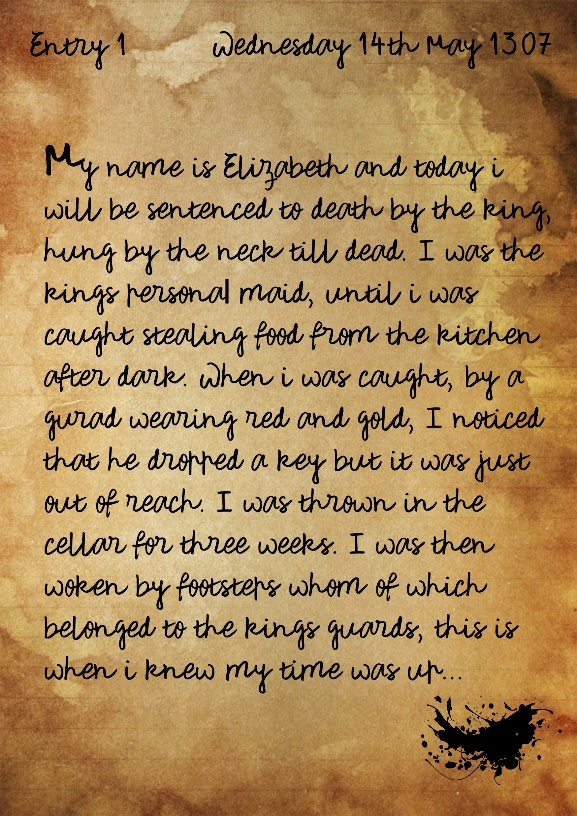 Entry 1 Wednesday 14th May 1307
My name is Elizabeth and today i
will be sentenced to death by the king,
hung by the neck till dead. I was the
kings personal maid, until i was
caught stealing food from the kitchen
after dark. When i was caught, by a
gurad wearing red and gold, I noticed
that he dropped a key but it was just
out of reach. I was thrown in the
cellar for three weeks. I was then
woken by footsteps whom of which
belonged to the kings guards, this is
when i knew my time was up...